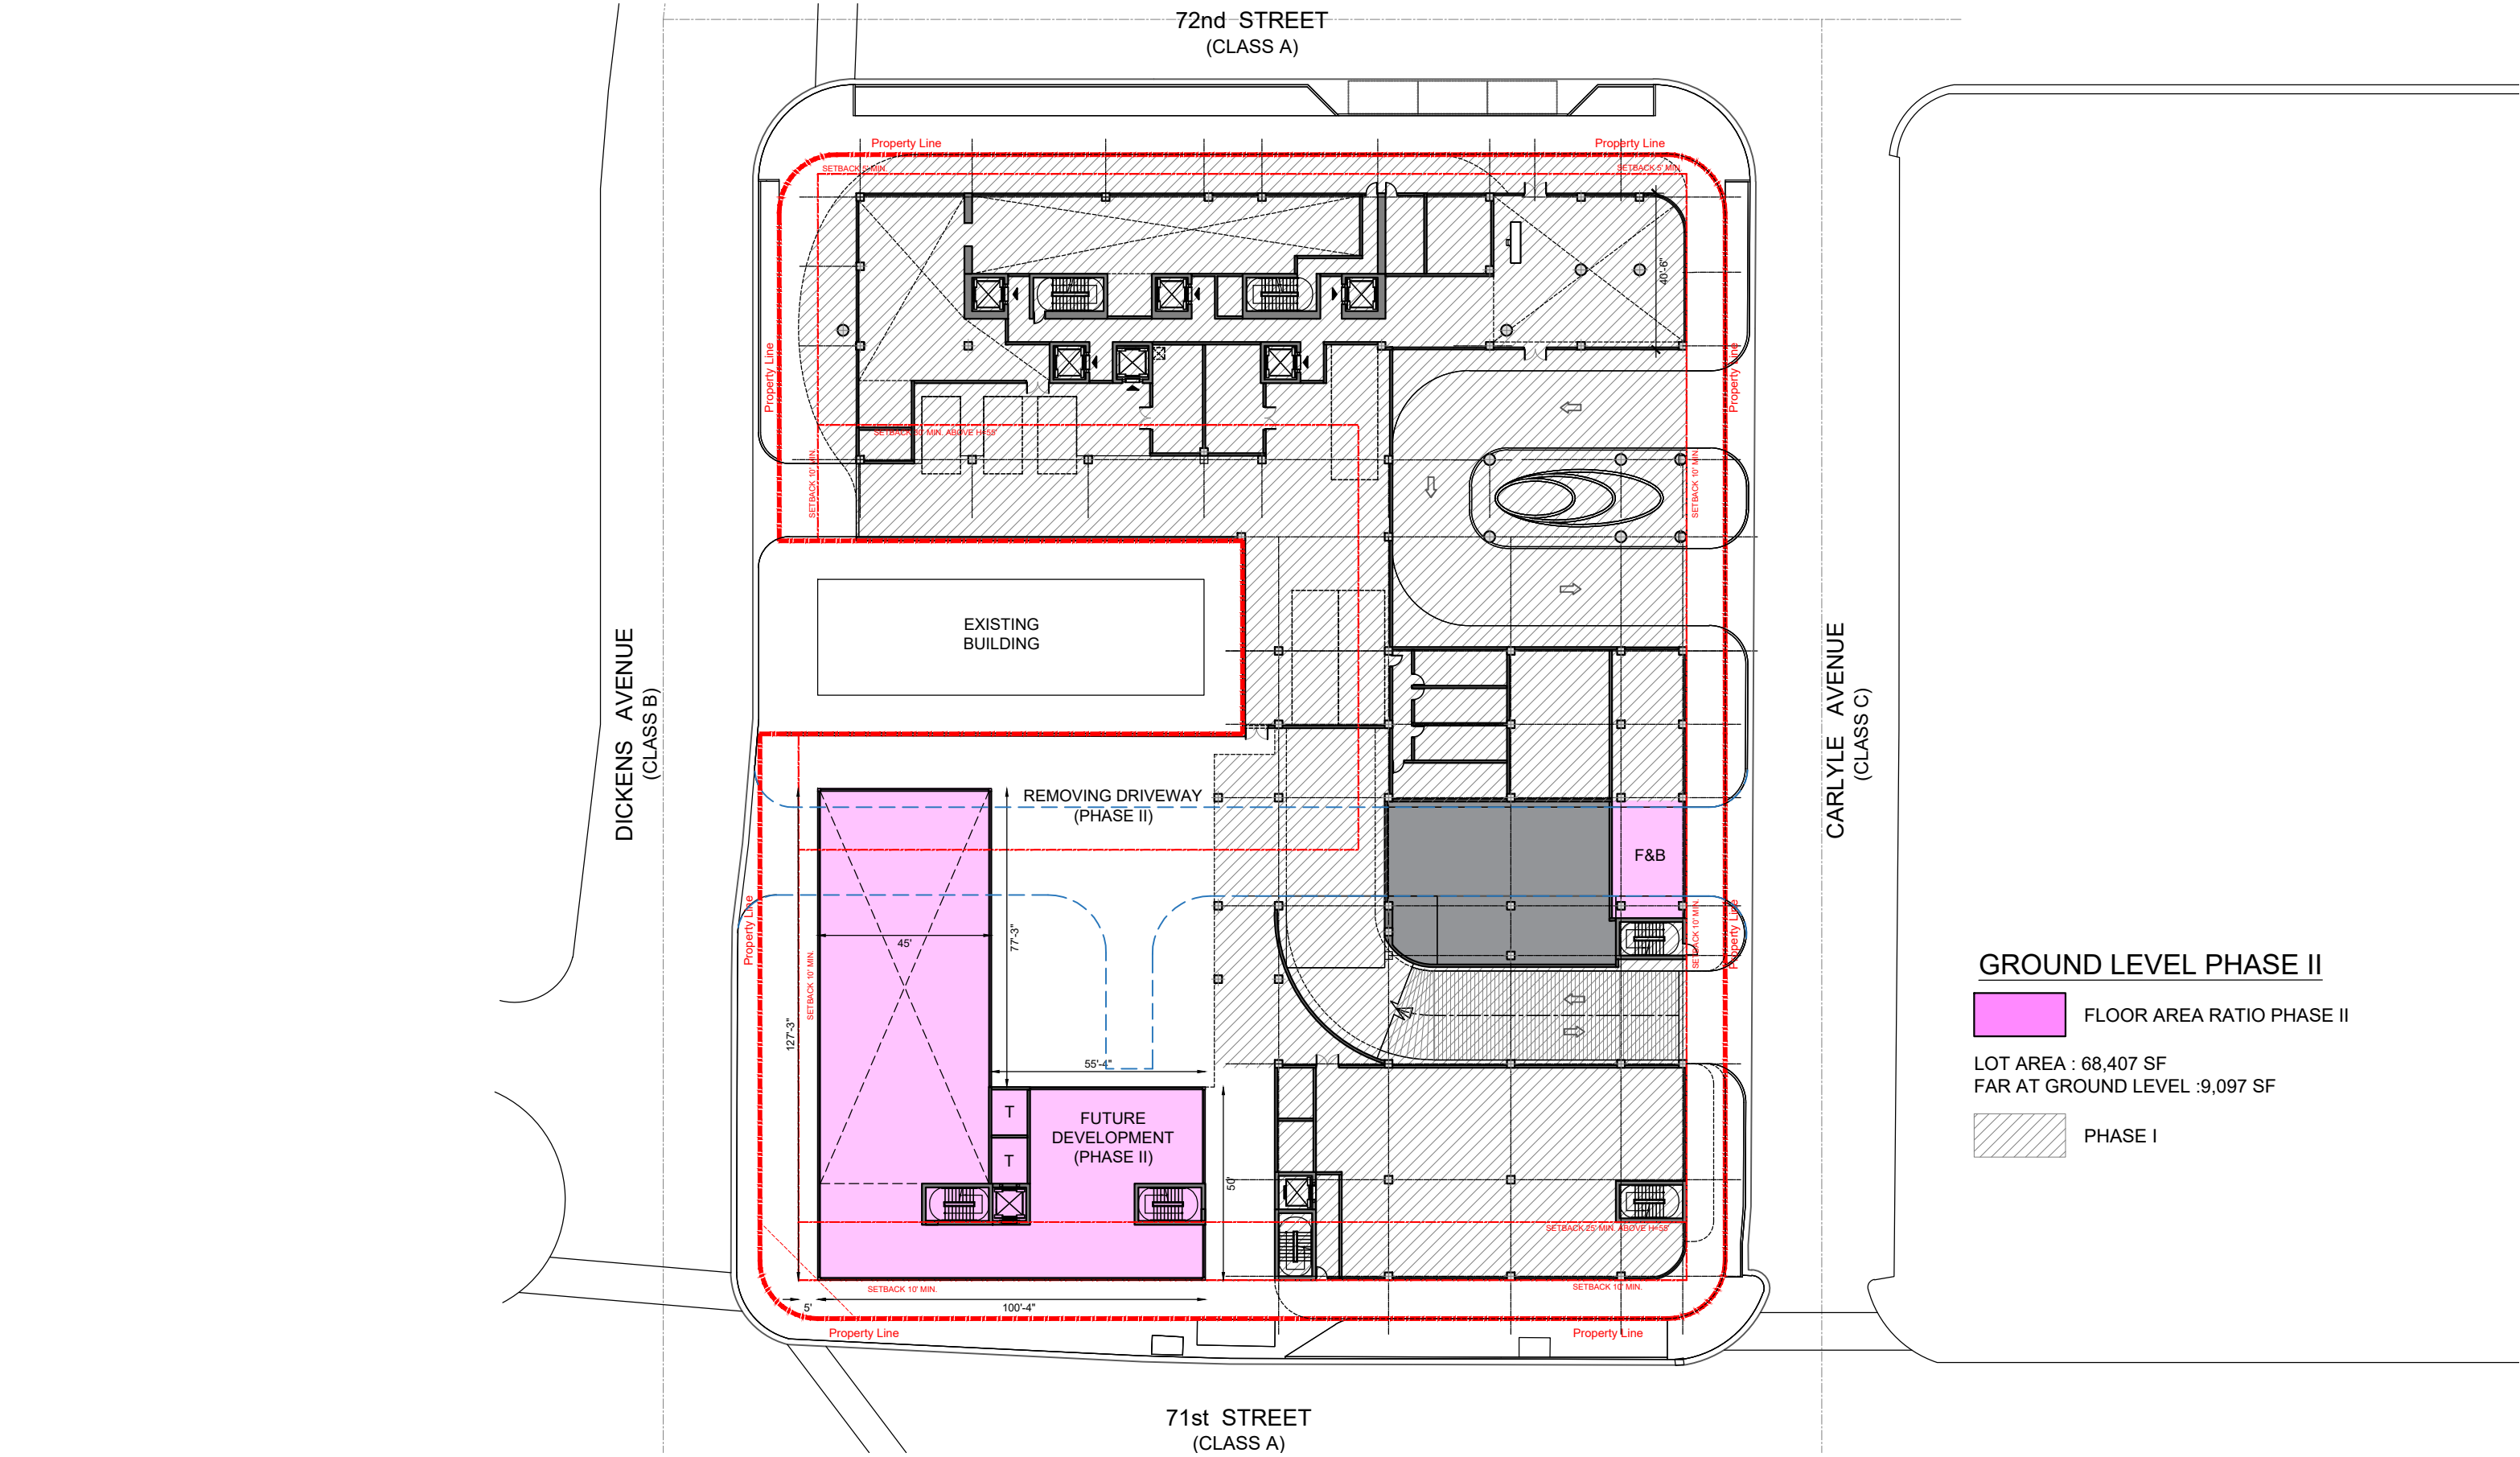 72nd STREET
(CLASS A)
Property Line
Property Line
SETBACK 5' MIN.
SETBACK 5' MIN.
40'-6"
Property Line
Property Line
SETBACK 10' MIN.
SETBACK 10' MIN.
EXISTING
BUILDING
DICKENS AVENUE
(CLASS B)
CARLYLE AVENUE
(CLASS C)
REMOVING DRIVEWAY
(PHASE II)
F&B
Property Line
Property Line
SETBACK 10' MIN.
SETBACK 10' MIN.
45'
77'-3"
127'-3"
55'-4"
T
T
FUTURE
DEVELOPMENT
(PHASE II)
50'
SETBACK 25' MIN. ABOVE H=55'
SETBACK 10' MIN.
SETBACK 10' MIN.
5'
100'-4"
Property Line
Property Line
71st STREET
(CLASS A)
GROUND LEVEL PHASE II
FLOOR AREA RATIO PHASE II
LOT AREA : 68,407 SF
FAR AT GROUND LEVEL :9,097 SF
PHASE I